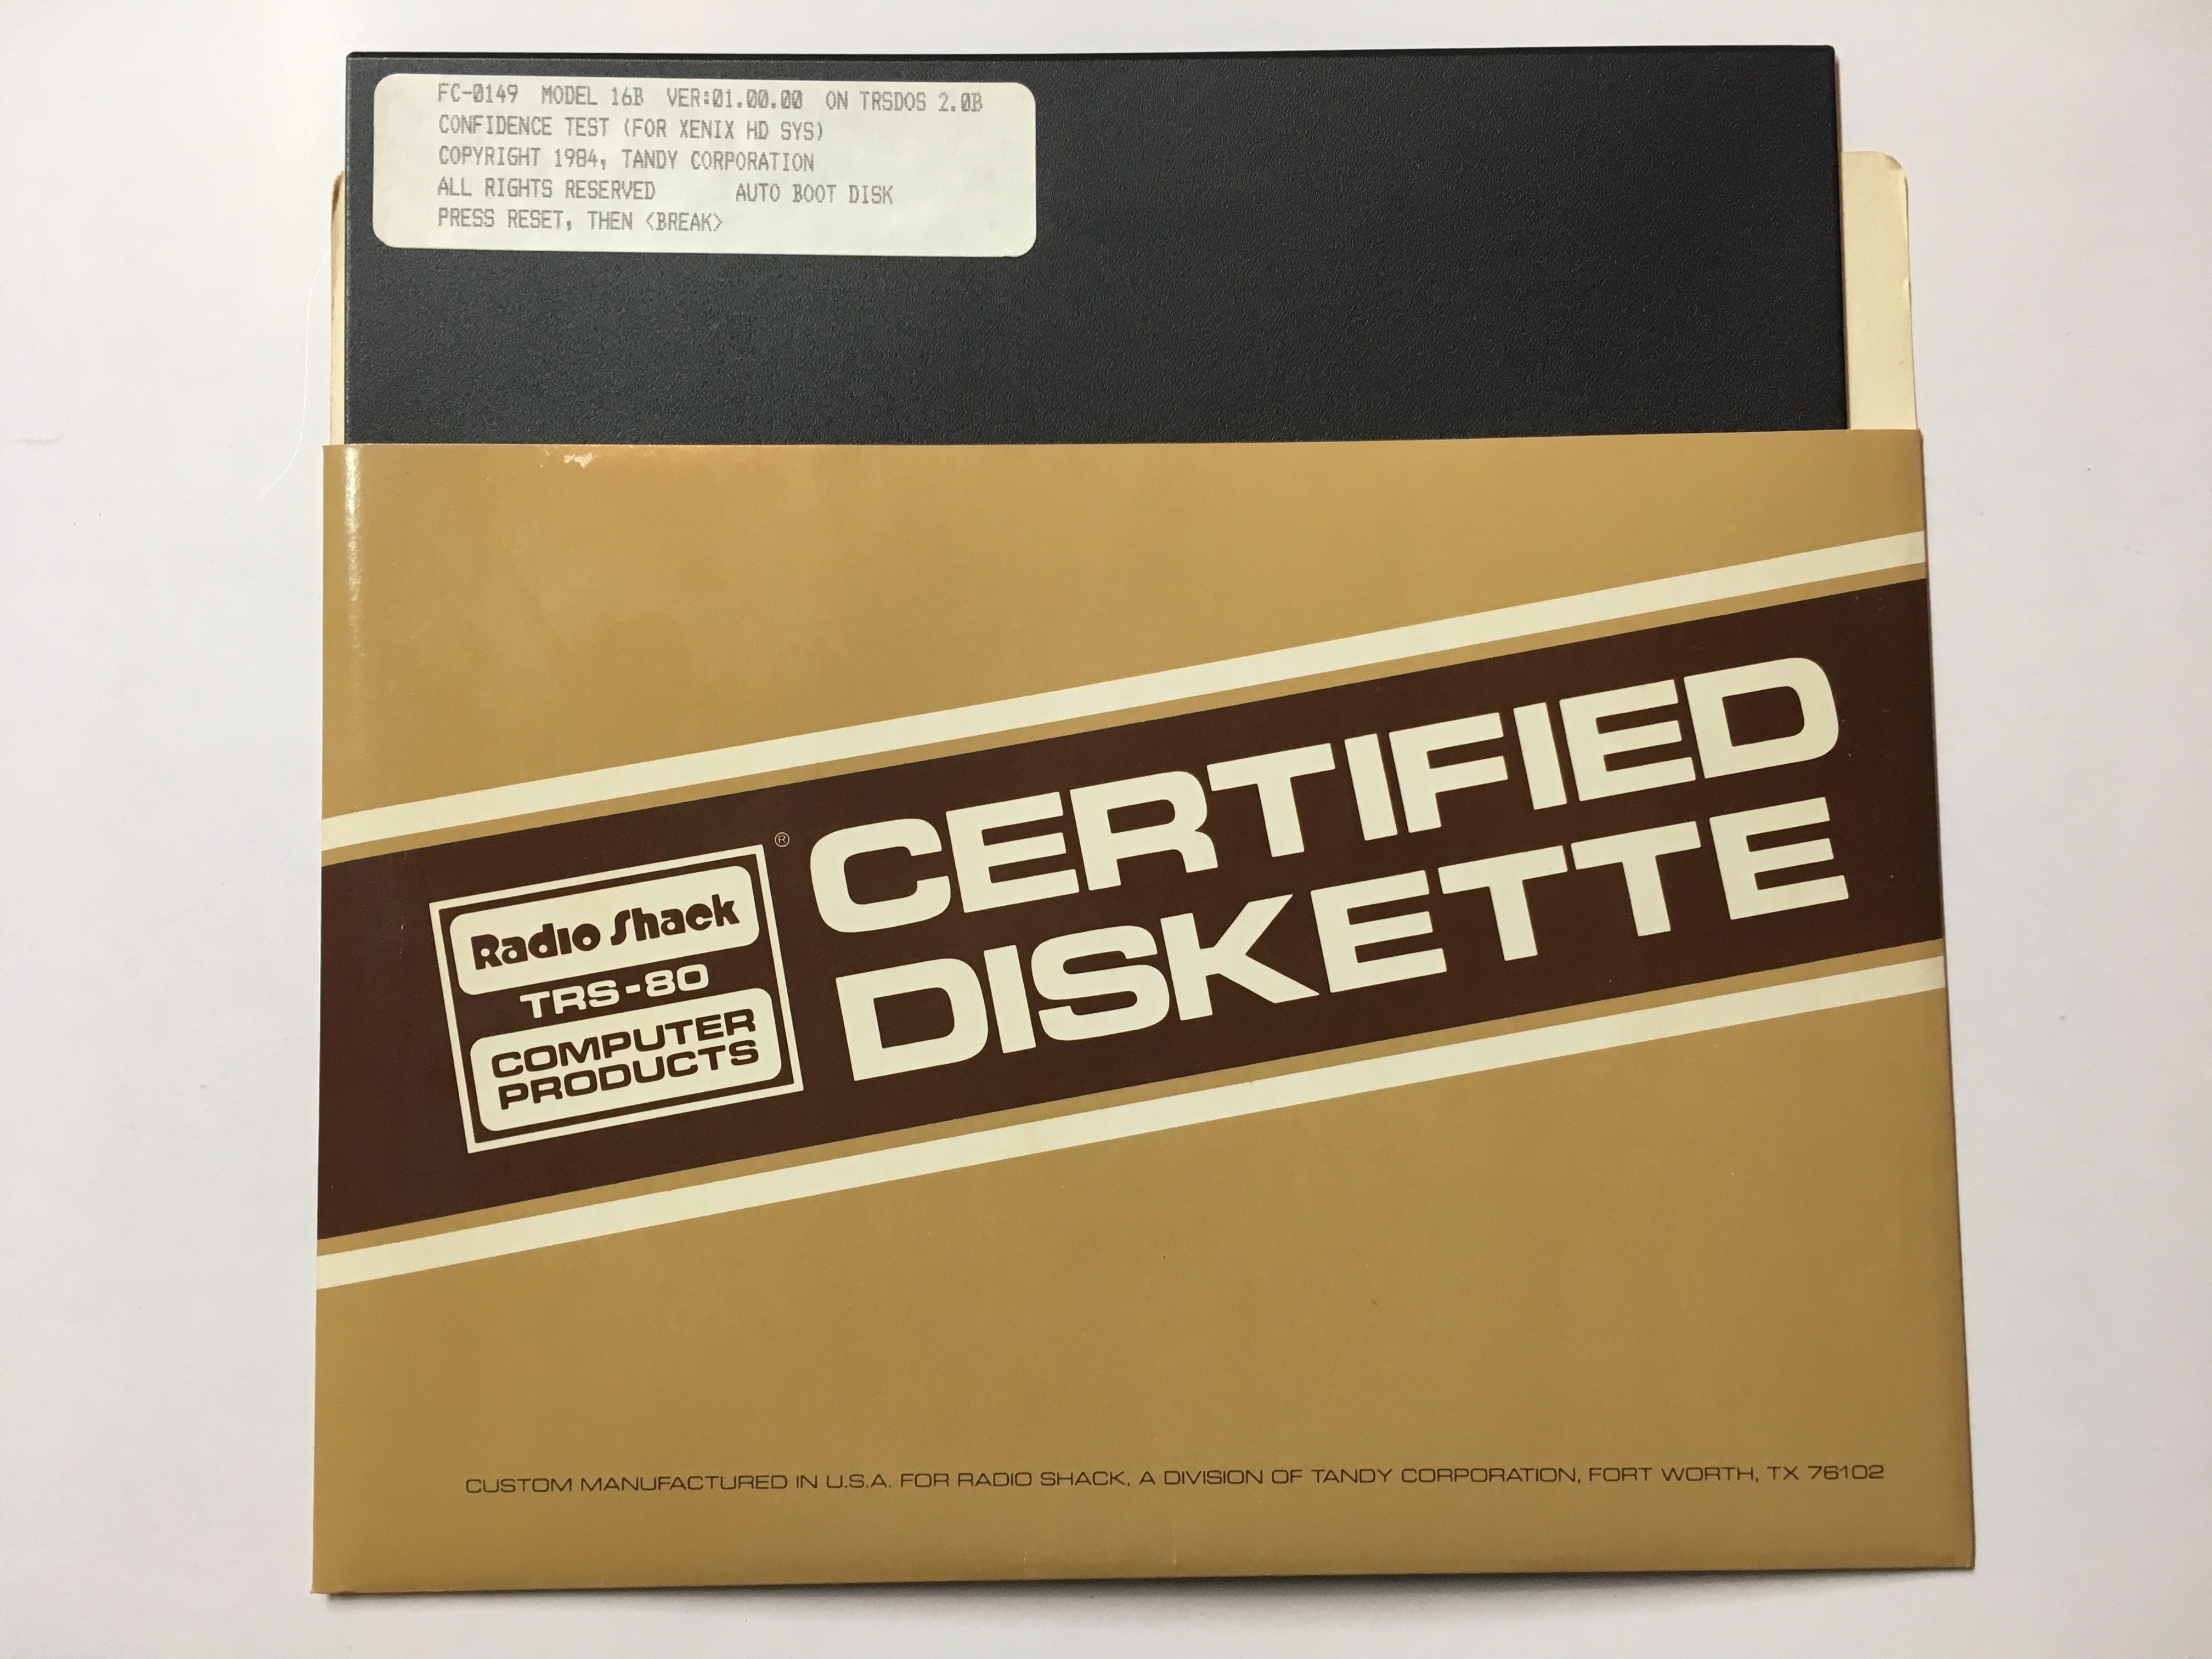 FC-0149 MODEL 16B VER:01.00.00 ON TRSDOS 2.0B
CONFIDENCE TEST (FOR XENIX HD SYS)
COPYRIGHT 1984, TANDY CORPORATION
ALL RIGHTS RESERVED AUTO BOOT DISK
PRESS RESET, THEN <BREAK>
Radio Shack ®
TRS-80
COMPUTER
PRODUCTS
CERTIFIED
DISKETTE
CUSTOM MANUFACTURED IN U.S.A. FOR RADIO SHACK, A DIVISION OF TANDY CORPORATION, FORT WORTH, TX 76102